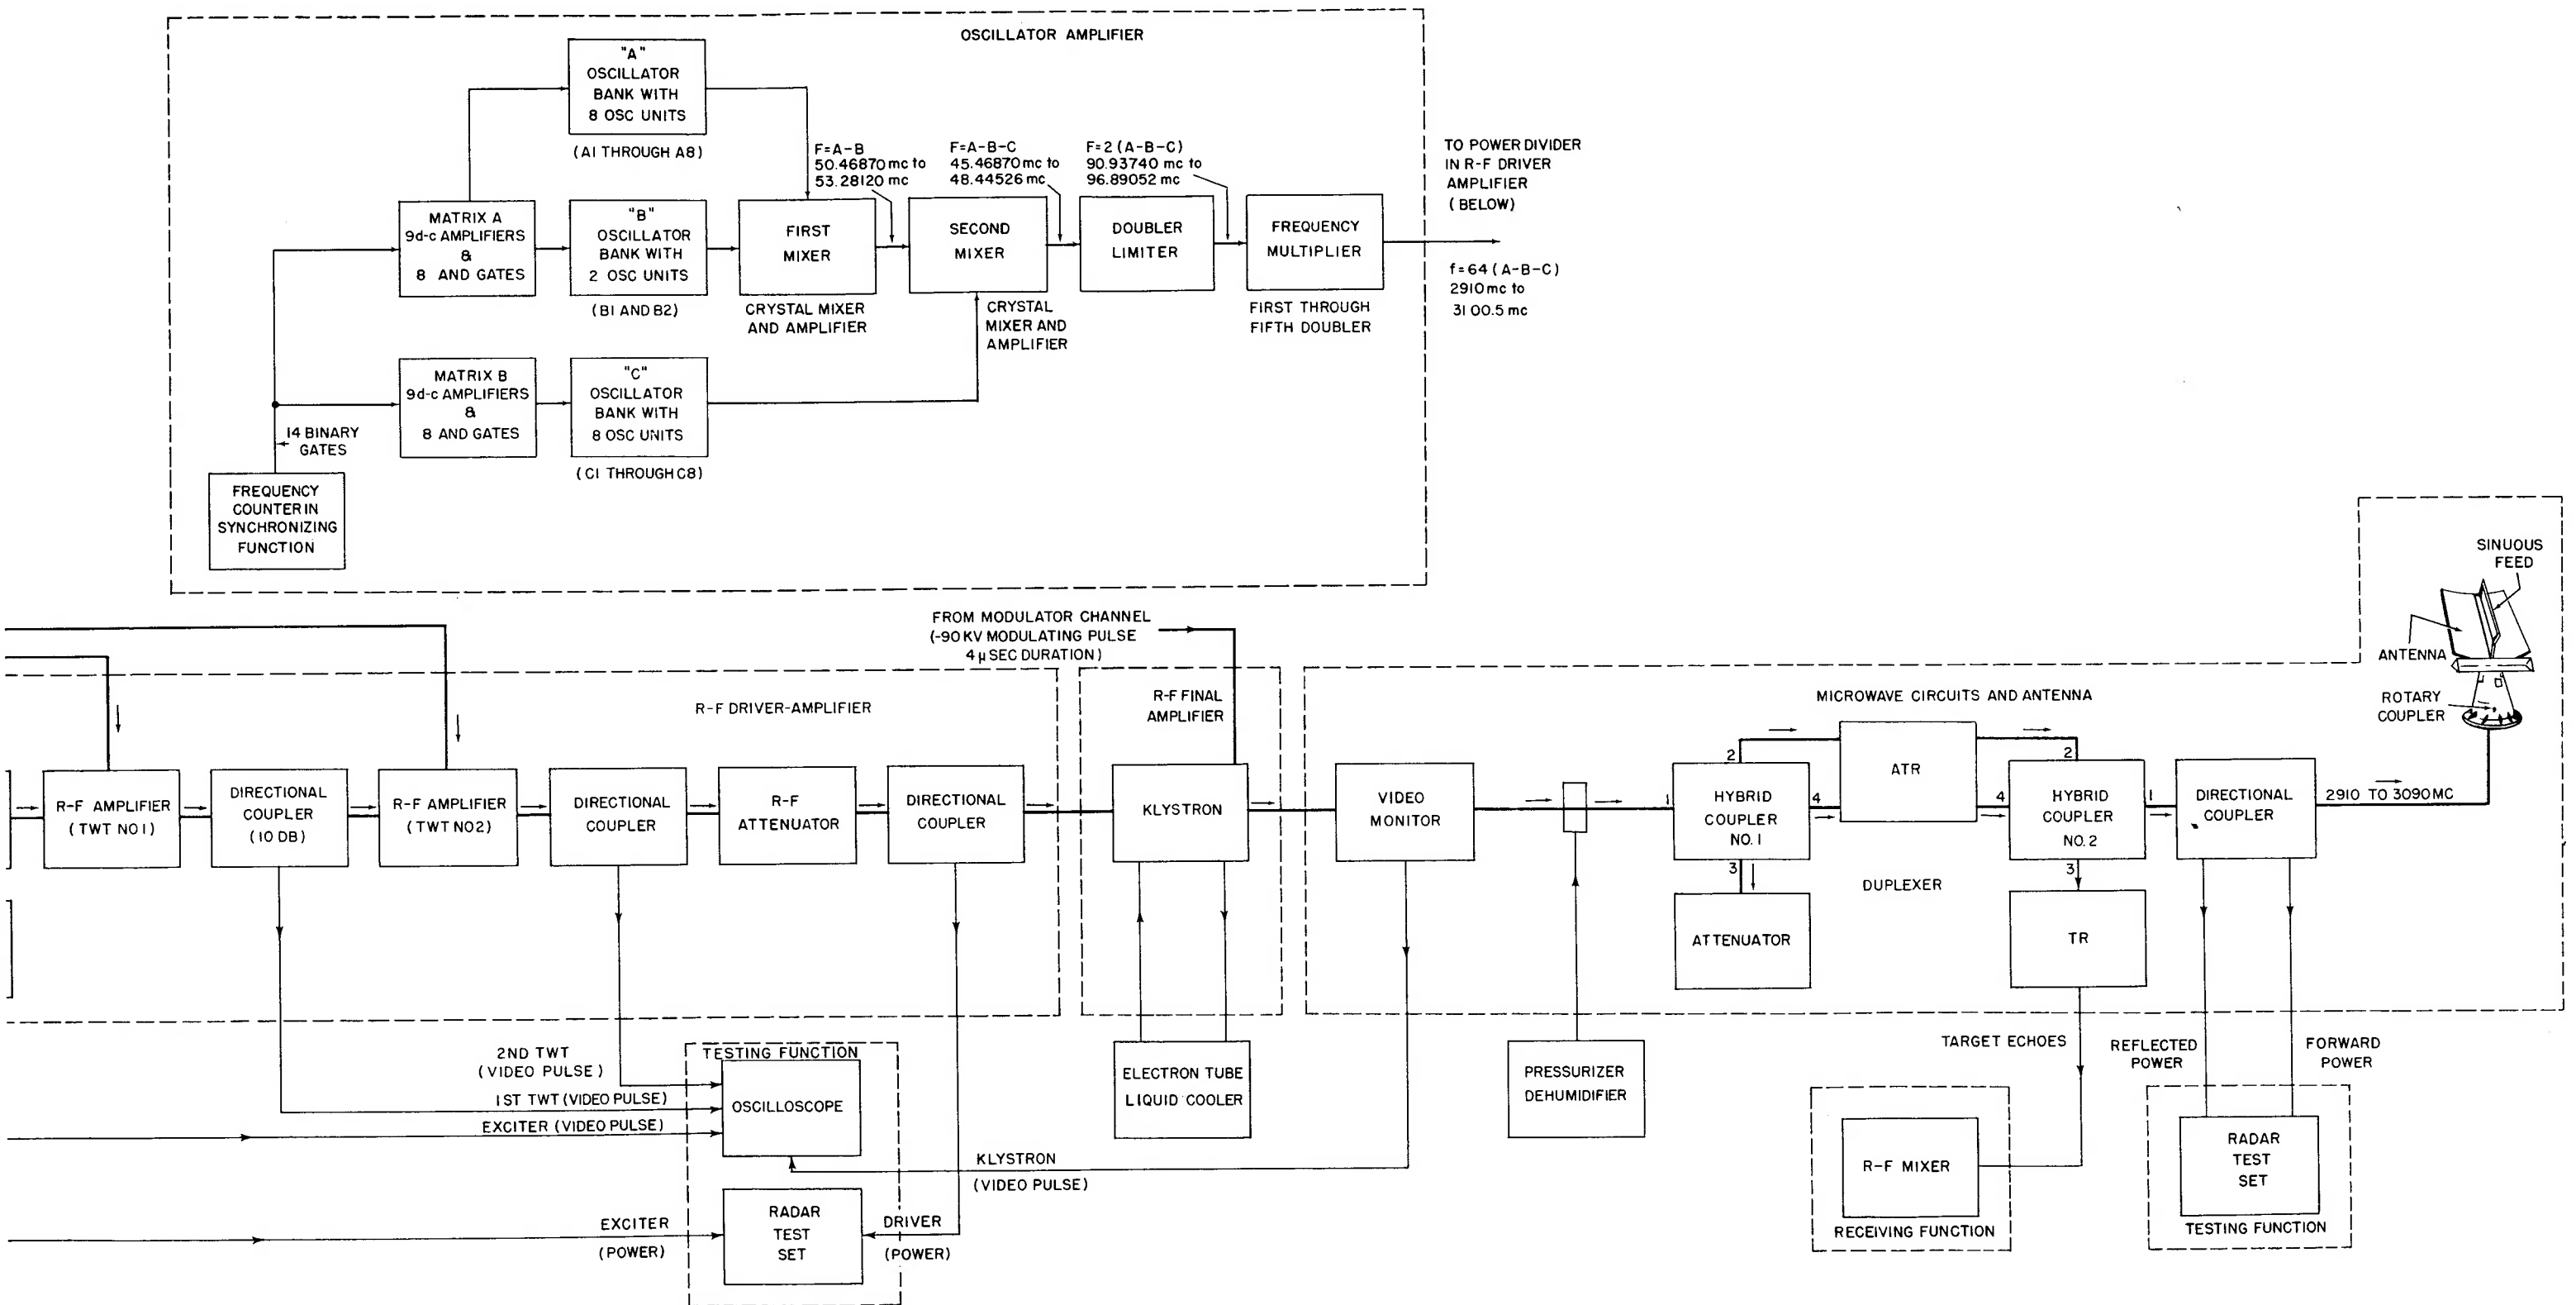 OSCILLATOR AMPLIFIER
"A"
OSCILLATOR
BANK WITH
8 OSC UNITS
(A1 THROUGH A8)
MATRIX A
9d-c AMPLIFIERS
&
8 AND GATES
"B"
OSCILLATOR
BANK WITH
2 OSC UNITS
(B1 AND B2)
F=A-B
50.46870 mc to
53.28120 mc
FIRST
MIXER
CRYSTAL MIXER
AND AMPLIFIER
F=A-B-C
45.46870 mc to
48.44526 mc
SECOND
MIXER
CRYSTAL
MIXER AND
AMPLIFIER
F=2 (A-B-C)
90.93740 mc to
96.89052 mc
DOUBLER
LIMITER
FREQUENCY
MULTIPLIER
FIRST THROUGH
FIFTH DOUBLER
TO POWER DIVIDER
IN R-F DRIVER
AMPLIFIER
(BELOW)
f=64 (A-B-C)
2910 mc to
3100.5 mc
MATRIX B
9d-c AMPLIFIERS
&
8 AND GATES
"C"
OSCILLATOR
BANK WITH
8 OSC UNITS
(C1 THROUGH C8)
14 BINARY
GATES
FREQUENCY
COUNTER IN
SYNCHRONIZING
FUNCTION
FROM MODULATOR CHANNEL
(-90 KV MODULATING PULSE
4 µ SEC DURATION)
SINUOUS
FEED
ANTENNA
ROTARY
COUPLER
R-F DRIVER-AMPLIFIER
R-F FINAL
AMPLIFIER
MICROWAVE CIRCUITS AND ANTENNA
R-F AMPLIFIER
(TWT NO 1)
DIRECTIONAL
COUPLER
(10 DB)
R-F AMPLIFIER
(TWT NO2)
DIRECTIONAL
COUPLER
R-F
ATTENUATOR
DIRECTIONAL
COUPLER
KLYSTRON
VIDEO
MONITOR
1
2
4
3
HYBRID
COUPLER
NO. 1
ATR
2
4
1
3
HYBRID
COUPLER
NO. 2
DIRECTIONAL
COUPLER
2910 TO 3090 MC
DUPLEXER
ATTENUATOR
TR
2ND TWT
(VIDEO PULSE)
1ST TWT (VIDEO PULSE)
EXCITER (VIDEO PULSE)
TESTING FUNCTION
OSCILLOSCOPE
KLYSTRON
(VIDEO PULSE)
EXCITER
(POWER)
RADAR
TEST
SET
DRIVER
(POWER)
ELECTRON TUBE
LIQUID COOLER
PRESSURIZER
DEHUMIDIFIER
TARGET ECHOES
REFLECTED
POWER
FORWARD
POWER
R-F MIXER
RECEIVING FUNCTION
RADAR
TEST
SET
TESTING FUNCTION